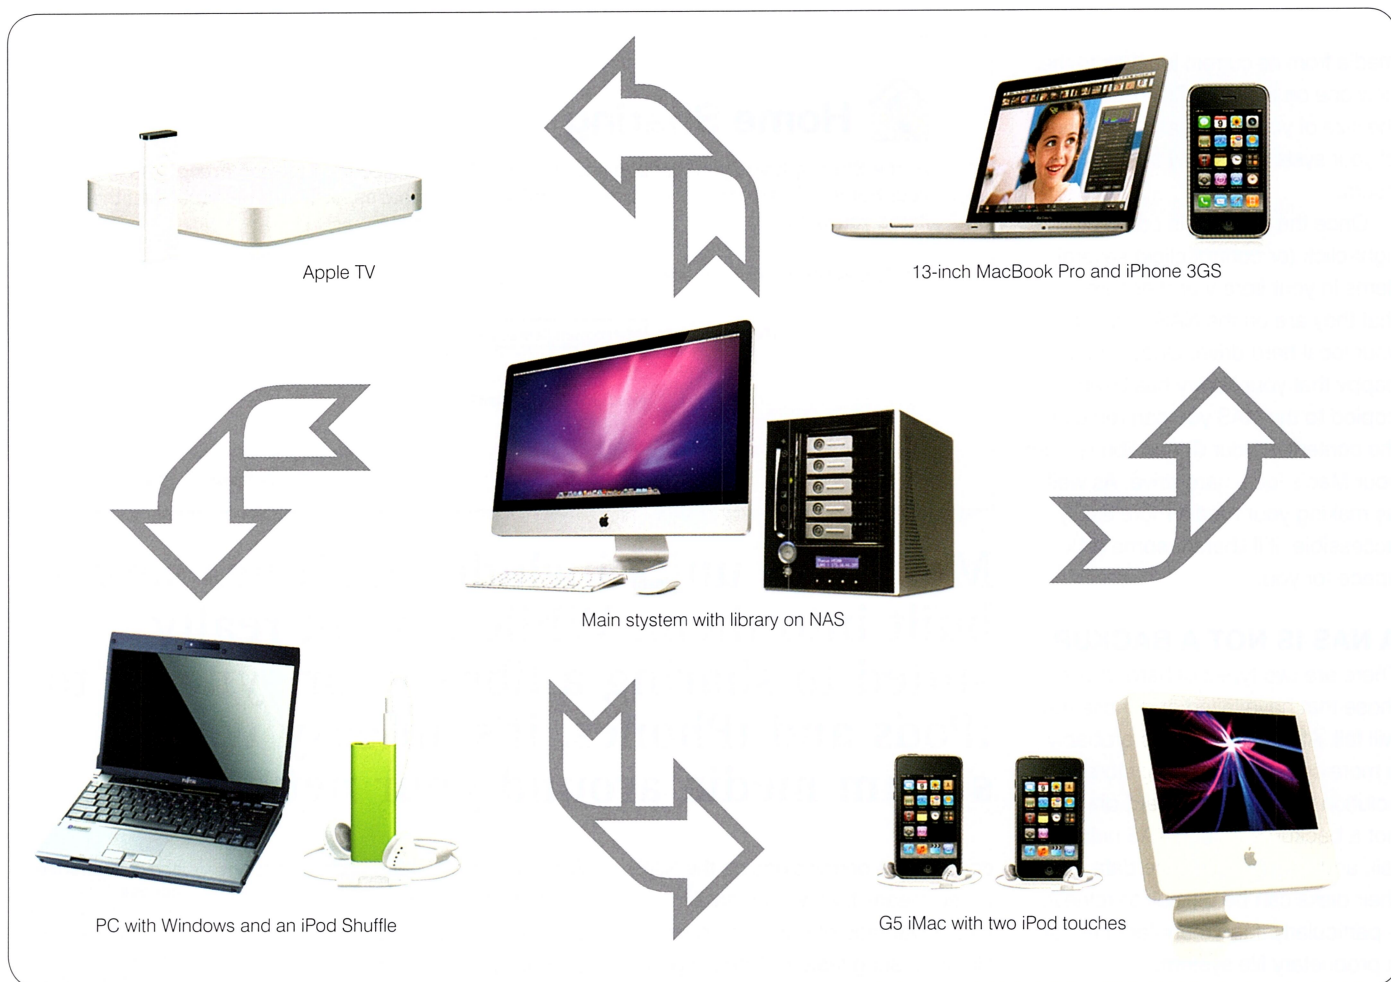 Apple TV
13-inch MacBook Pro and iPhone 3GS
Main stystem with library on NAS
PC with Windows and an iPod Shuffle
G5 iMac with two iPod touches